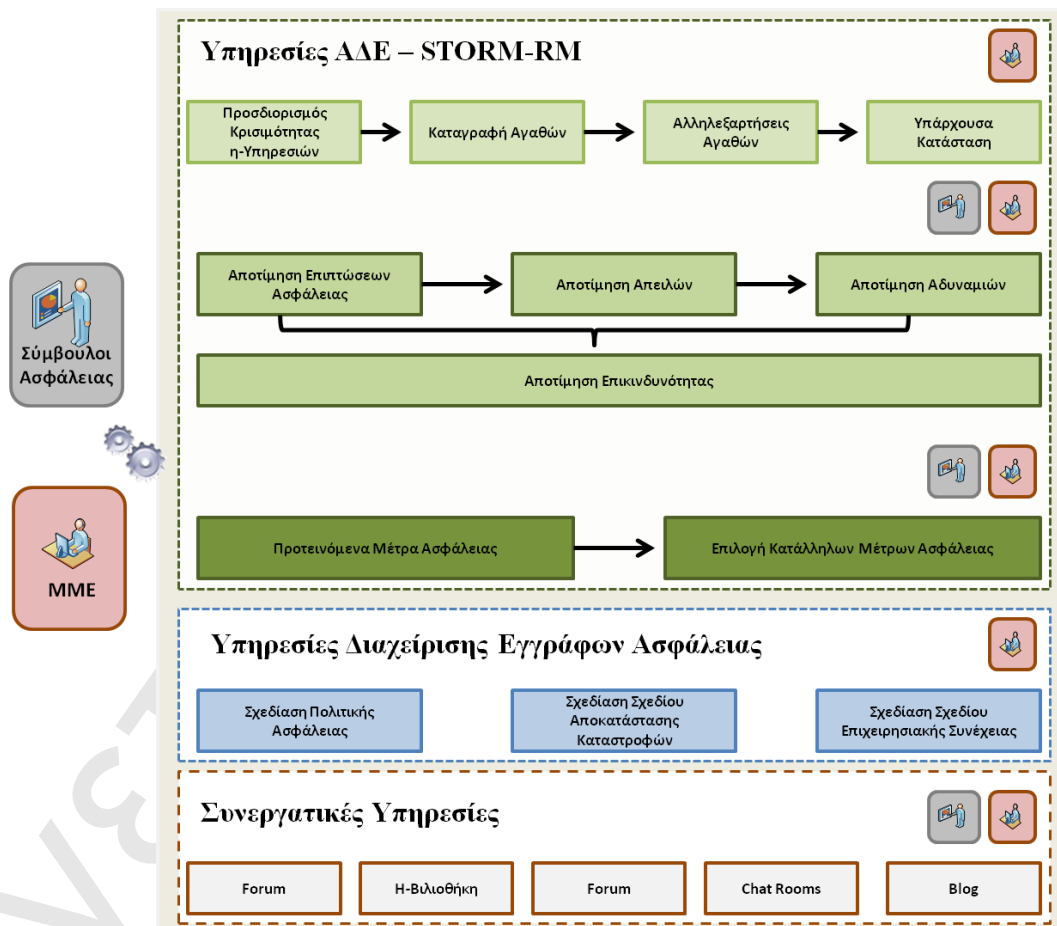 Υπηρεσίες ΑΔΕ – STORM-RM
Προσδιορισμός
Κρισιμότητας
η-Υπηρεσιών
Καταγραφή Αγαθών
Αλληλεξαρτήσεις
Αγαθών
Υπάρχουσα
Κατάσταση
Αποτίμηση Επιπτώσεων
Ασφάλειας
Αποτίμηση Απειλών
Αποτίμηση Αδυναμιών
Αποτίμηση Επικινδυνότητας
Σύμβουλοι
Ασφάλειας
ΜΜΕ
Προτεινόμενα Μέτρα Ασφάλειας
Επιλογή Κατάλληλων Μέτρων Ασφάλειας
Υπηρεσίες Διαχείρισης Εγγράφων Ασφάλειας
Σχεδίαση Πολιτικής
Ασφάλειας
Σχεδίαση Σχεδίου
Αποκατάστασης
Καταστροφών
Σχεδίαση Σχεδίου
Επιχειρησιακής Συνέχειας
Συνεργατικές Υπηρεσίες
Forum
Η-Βιλιοθήκη
Forum
Chat Rooms
Blog